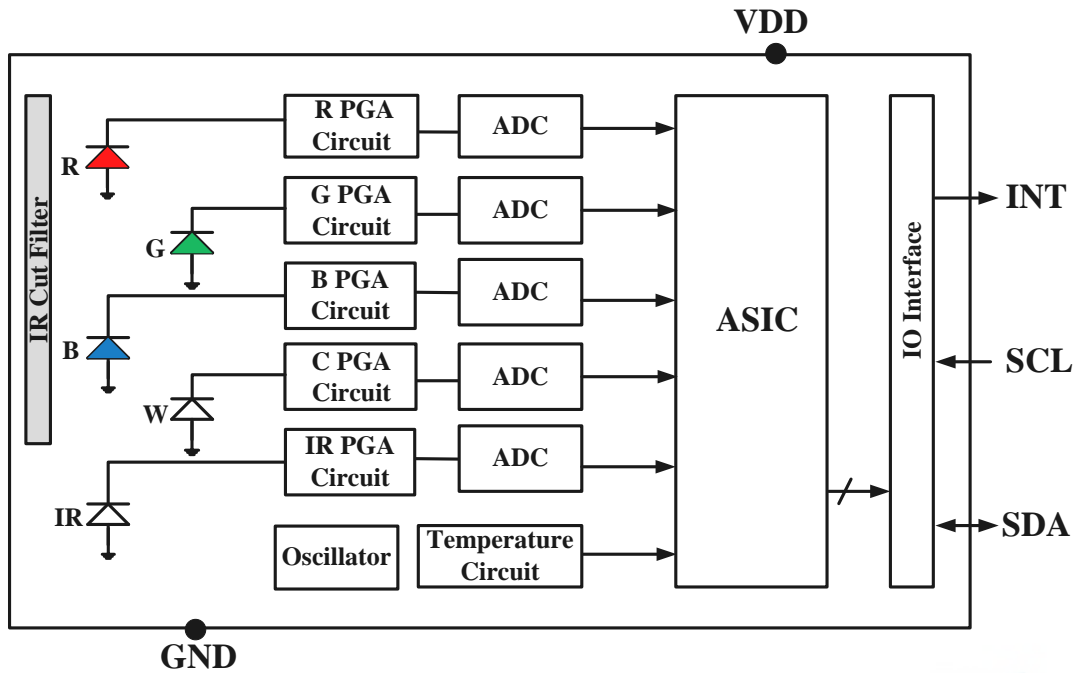 VDD
R PGA
Circuit
ADC
R
G PGA
Circuit
ADC
G
IR Cut Filter
B PGA
Circuit
ADC
B
C PGA
Circuit
ADC
W
IR PGA
Circuit
ADC
IR
Oscillator
Temperature
Circuit
ASIC
IO Interface
INT
SCL
SDA
GND